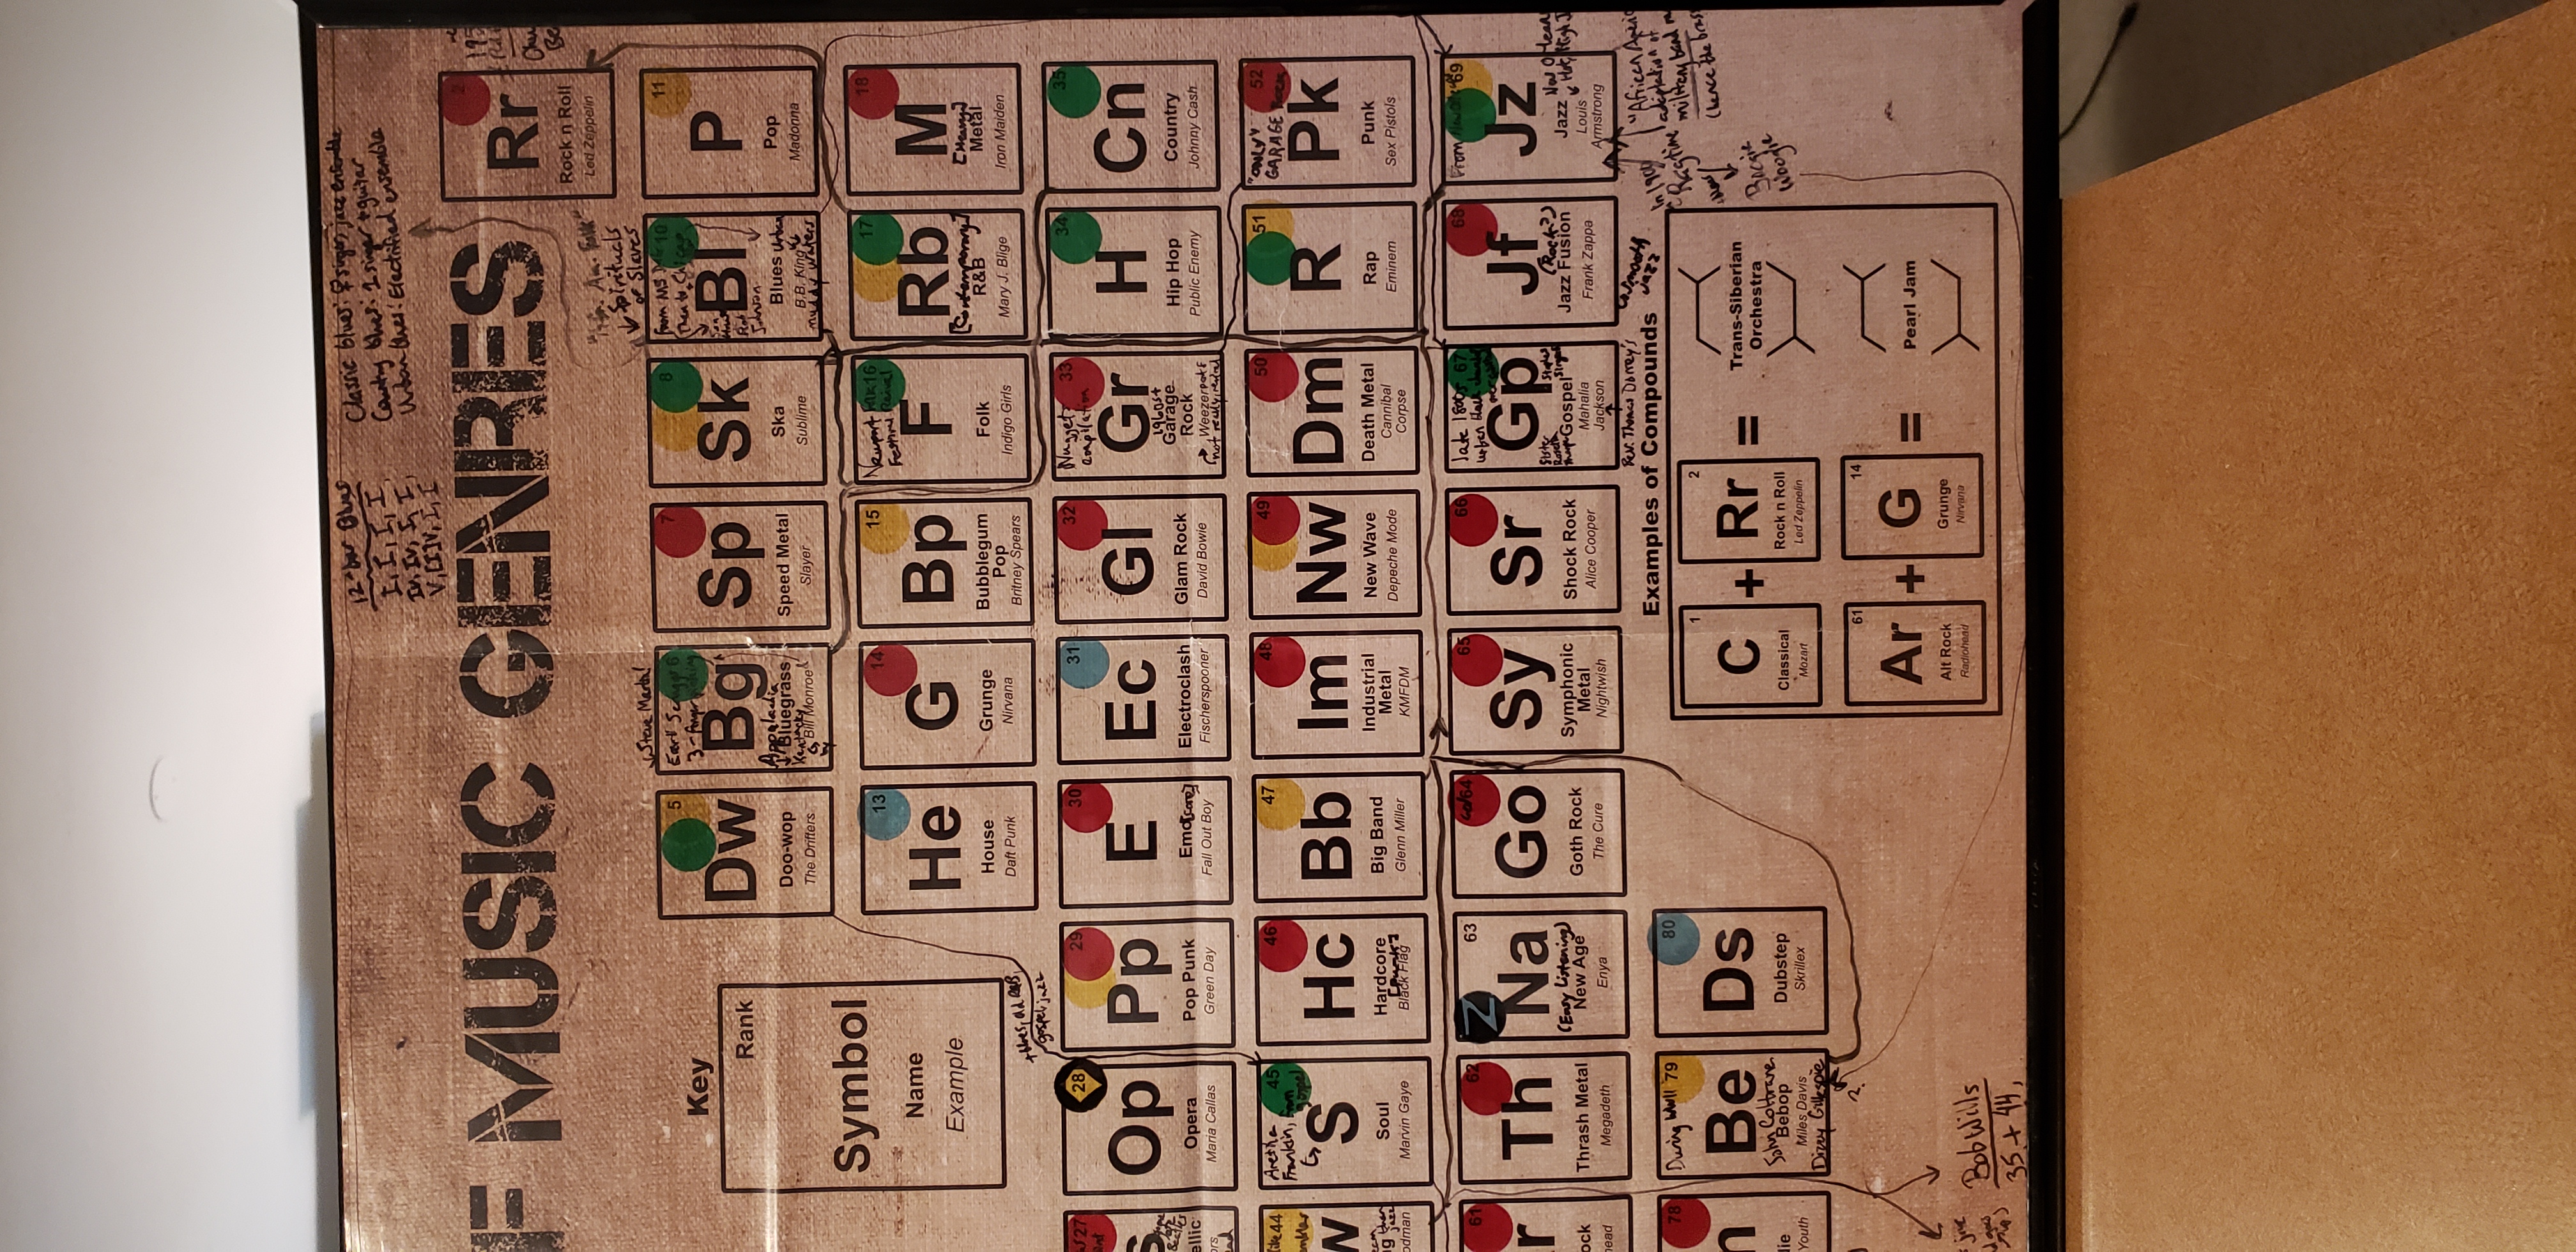 12-bar Blues
I, I, I, I,
IV, IV, I, I,
V, [I]V, I, I
Classic blues: ♀ singer, jazz ensemble
Country blues: 1 singer + guitar
Urban blues: Electrified ensemble
F MUSIC GENRES
2
Rr
Rock n Roll
Led Zeppelin
195
Key
Rank
Symbol
Name
Example
5
Dw
Doo-wop
The Drifters
Steve Martin!
Earl Scruggs 6
3-finger picking
Bg
Appalachia
Bluegrass
Kentucky
Bill Monroe
7
Sp
Speed Metal
Slayer
8
Sk
Ska
Sublime
"Afr. Am. Folk"
Spirituals
of Slaves
From MS
Then to Chicago
10
Bl
Johnson
Blues Urban
B.B. King
muddy waters
11
P
Pop
Madonna
13
He
House
Daft Punk
14
G
Grunge
Nirvana
15
Bp
Bubblegum
Pop
Britney Spears
Newport Folk 16
Festival Revival
F
Folk
Indigo Girls
17
Rb
[Contemporary]
R&B
Mary J. Blige
18
M
[Heavy]
Metal
Iron Maiden
+blues, old R&B,
gospel, jazz
27
ellic
28
Op
Opera
Maria Callas
29
Pp
Pop Punk
Green Day
30
E
Emo[core]
Fall Out Boy
31
Ec
Electroclash
Fischerspooner
32
Gl
Glam Rock
David Bowie
Nuggets 33
compilation
Gr
1960s+
Garage
Rock
Weezer
not really, revival
34
H
Hip Hop
Public Enemy
35
Cn
Country
Johnny Cash
44
w
odman
Aretha 45
Franklin, from
gospel
S
Soul
Marvin Gaye
46
Hc
Hardcore
[Punk]
Black Flag
47
Bb
Big Band
Glenn Miller
48
Im
Industrial
Metal
KMFDM
49
Nw
New Wave
Depeche Mode
50
Dm
Death Metal
Cannibal
Corpse
51
R
Rap
Eminem
"ONLY" 52
GARAGE Rock
Pk
Punk
Sex Pistols
61
r
ock
head
62
Th
Thrash Metal
Megadeth
63
Na
(Easy Listening)
New Age
Enya
64
Go
Goth Rock
The Cure
65
Sy
Symphonic
Metal
Nightwish
66
Sr
Shock Rock
Alice Cooper
late 1800s 67
urban black
Gp
Sister
Rosetta
Tharpe
Staples
Singers
Gospel
Mahalia
Jackson
Rev. Thomas Dorsey's
68
Jf
(Rock?)
Jazz Fusion
Frank Zappa
smooth
jazz
From New Orleans 69
Jz
Jazz
Louis
Armstrong
78
n
die
Youth
During WWII 79
Be
John Coltrane
Bebop
Miles Davis
Dizzy Gillespie
?
80
Ds
Dubstep
Skrillex
Bob Wills
35 + 44,
Examples of Compounds
1
C
Classical
Mozart
+
2
Rr
Rock n Roll
Led Zeppelin
=
Trans-Siberian
Orchestra
61
Ar
Alt Rock
Radiohead
+
14
G
Grunge
Nirvana
=
Pearl Jam
In 1900
Ragtime
+blues
Boogie
Woogie
"African Americ
adaptation of
military band
(hence the brass